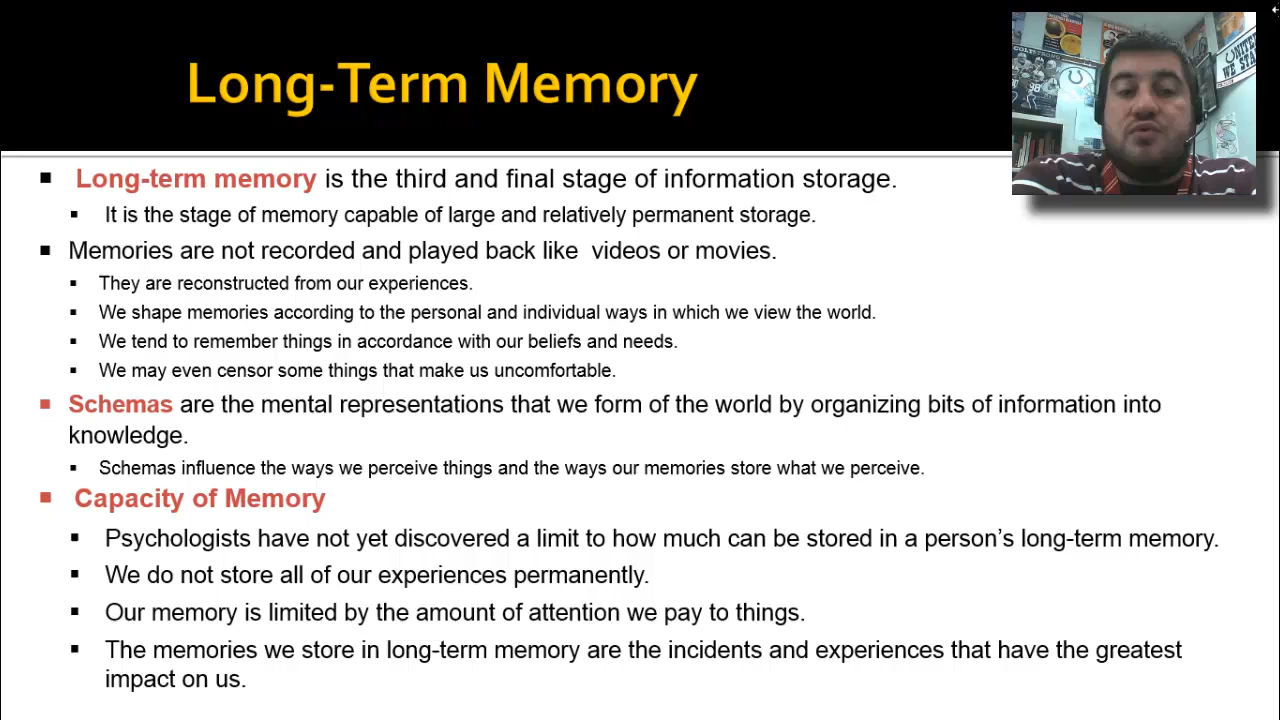 Long-Term Memory
COLTSTRONG
UNITED
WE STA
98
Long-term memory is the third and final stage of information storage.
It is the stage of memory capable of large and relatively permanent storage.
Memories are not recorded and played back like videos or movies.
They are reconstructed from our experiences.
We shape memories according to the personal and individual ways in which we view the world.
We tend to remember things in accordance with our beliefs and needs.
We may even censor some things that make us uncomfortable.
Schemas are the mental representations that we form of the world by organizing bits of information into
knowledge.
Schemas influence the ways we perceive things and the ways our memories store what we perceive.
Capacity of Memory
Psychologists have not yet discovered a limit to how much can be stored in a person’s long-term memory.
We do not store all of our experiences permanently.
Our memory is limited by the amount of attention we pay to things.
The memories we store in long-term memory are the incidents and experiences that have the greatest
impact on us.